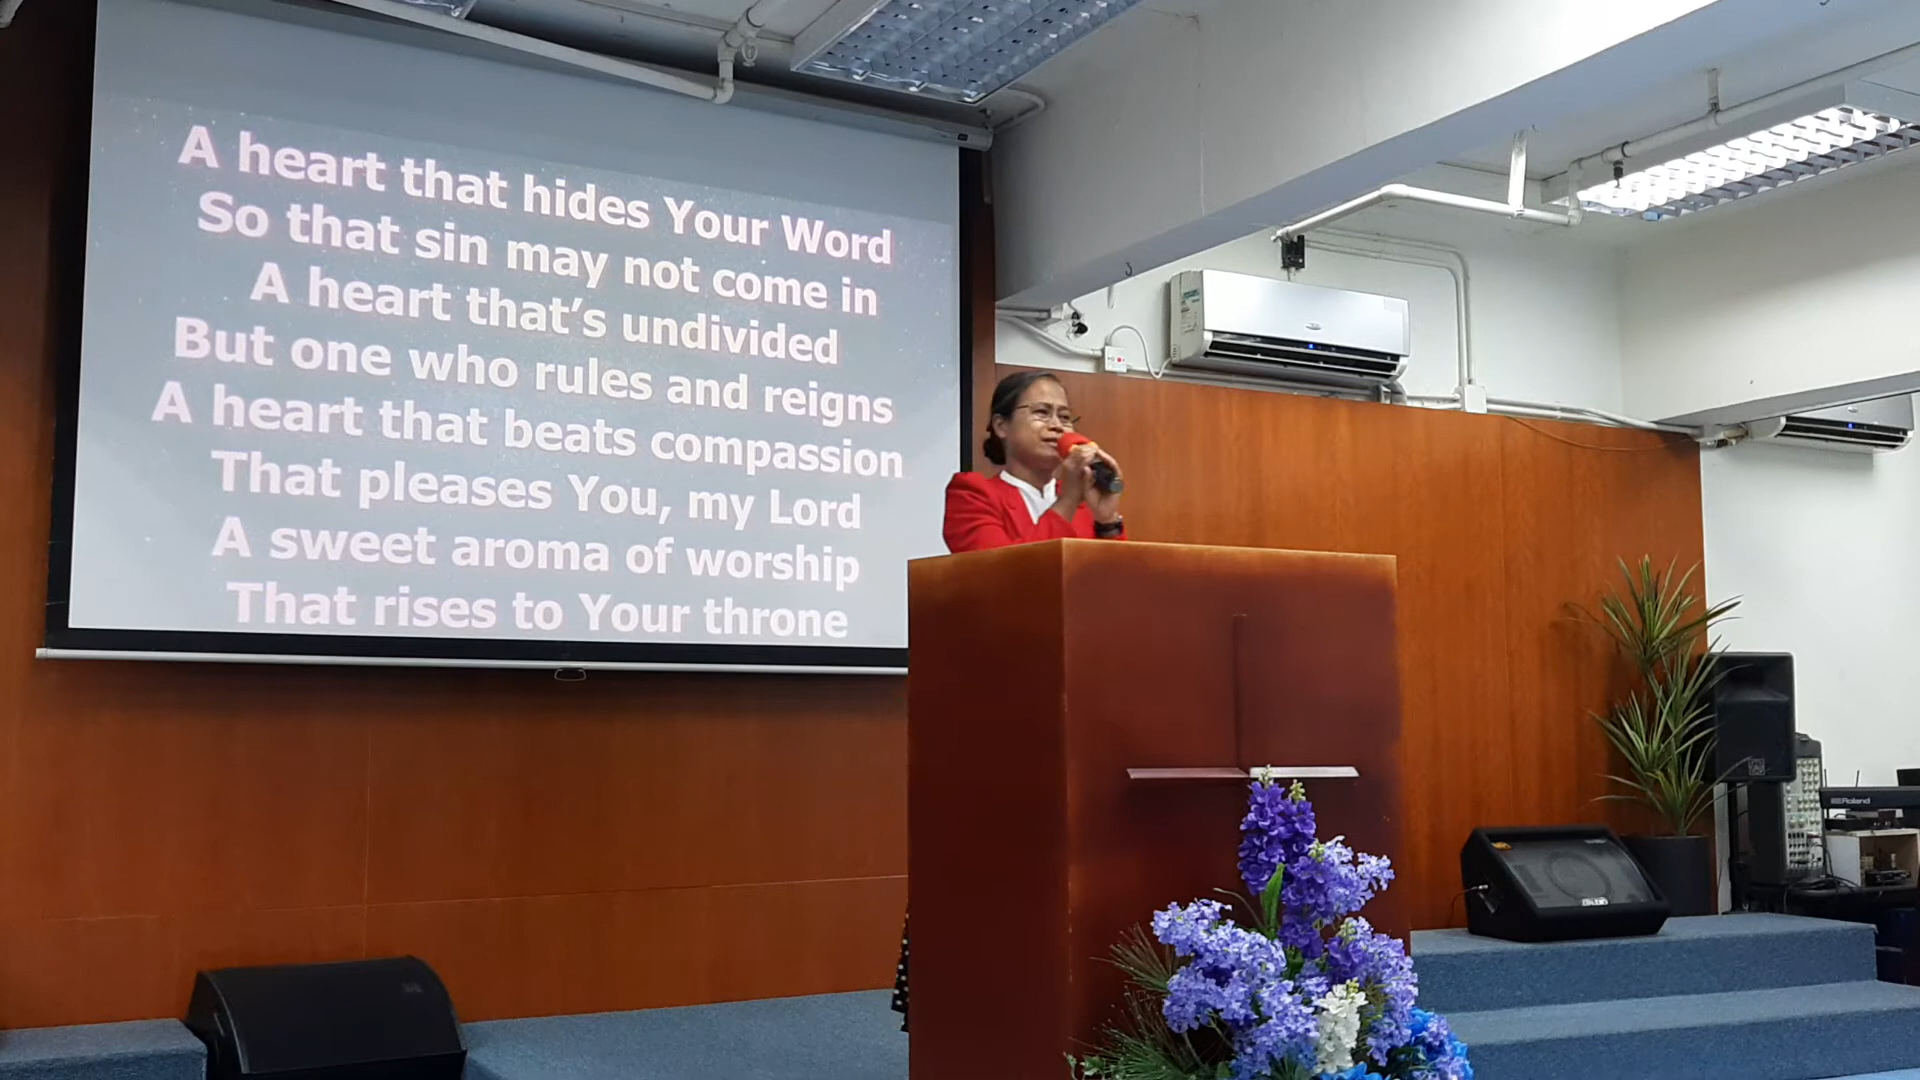 A heart that hides Your Word
So that sin may not come in
A heart that's undivided
But one who rules and reigns
A heart that beats compassion
That pleases You, my Lord
A sweet aroma of worship
That rises to Your throne
Roland